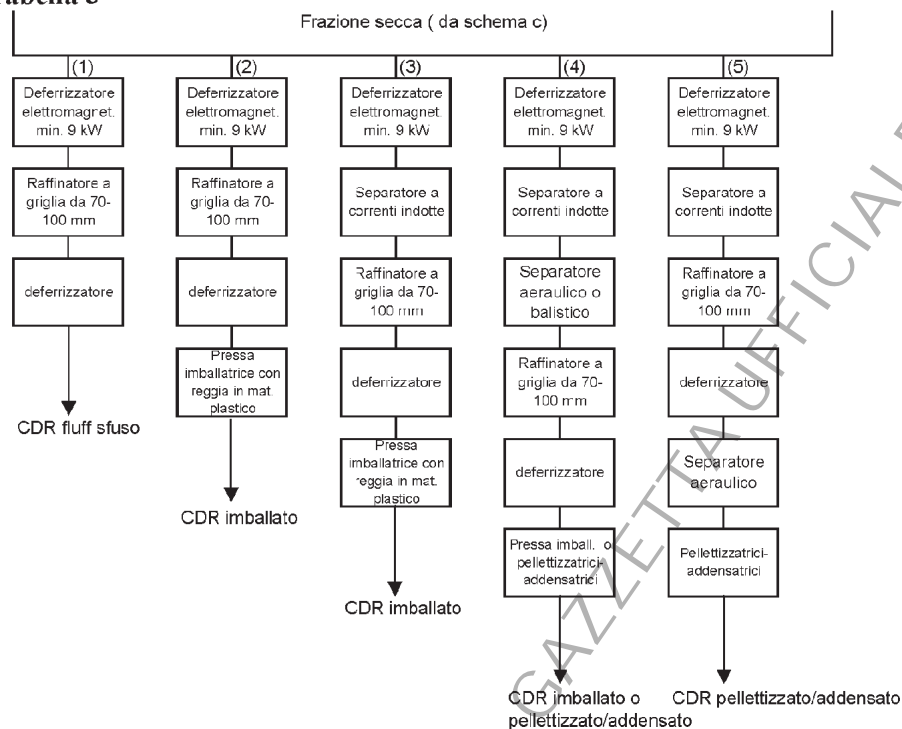 Frazione secca ( da schema c)
(1)
Deferrizzatore
elettromagnet.
min. 9 kW
Raffinatore a
griglia da 70-
100 mm
deferrizzatore
CDR fluff sfuso
(2)
Deferrizzatore
elettromagnet.
min. 9 kW
Raffinatore a
griglia da 70-
100 mm
deferrizzatore
Pressa
imballatrice con
reggia in mat.
plastico
CDR imballato
(3)
Deferrizzatore
elettromagnet.
min. 9 kW
Separatore a
correnti indotte
Raffinatore a
griglia da 70-
100 mm
deferrizzatore
Pressa
imballatrice con
reggia in mat.
plastico
CDR imballato
(4)
Deferrizzatore
elettromagnet.
min. 9 kW
Separatore a
correnti indotte
Separatore
aeraulico o
balistico
Raffinatore a
griglia da 70-
100 mm
deferrizzatore
Pressa imball. o
pellettizzatrici-
addensatrici
CDR imballato o
pellettizzato/addensato
(5)
Deferrizzatore
elettromagnet.
min. 9 kW
Separatore a
correnti indotte
Raffinatore a
griglia da 70-
100 mm
deferrizzatore
Separatore
aeraulico
Pellettizzatrici-
addensatrici
CDR pellettizzato/addensato
GAZZETTA UFFICIALE